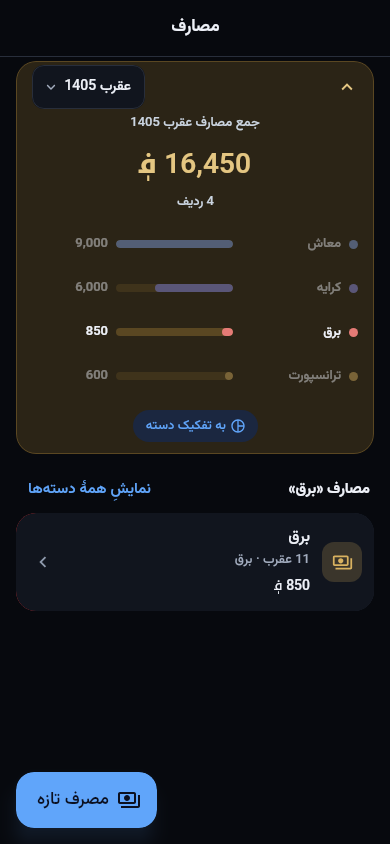 مصارف
عقرب 1405
جمع مصارف عقرب 1405
16,450 ؋
4 ردیف
معاش 9,000
کرایه 6,000
برق 850
ترانسپورت 600
به تفکیک دسته
مصارف «برق»
نمایشِ همهٔ دسته‌ها
برق
11 عقرب · برق
850 ؋
مصرف تازه